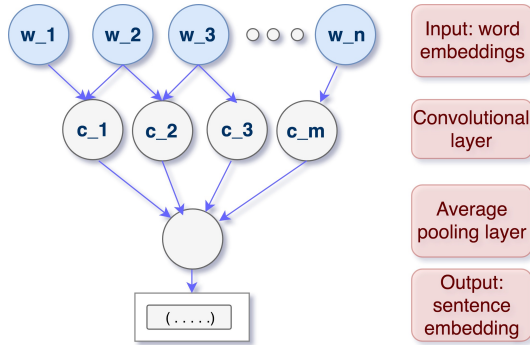 w_1 w_2 w_3 w_n
Input: word
embeddings
c_1 c_2 c_3 c_m
Convolutional
layer
Average
pooling layer
Output:
sentence
embedding
(.....)